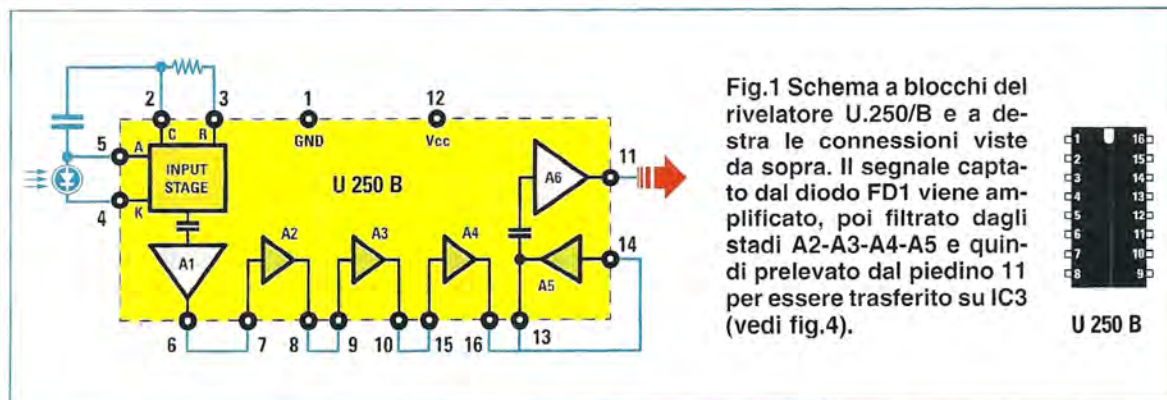 2
3
1
12
C
R
GND
Vcc
5
A
INPUT
STAGE
U 250 B
A6
11
4
K
A1
A2
A3
A4
A5
14
6
7
8
9
10
15
16
13
Fig.1 Schema a blocchi del
rivelatore U.250/B e a de-
stra le connessioni viste
da sopra. Il segnale capta-
to dal diodo FD1 viene am-
plificato, poi filtrato dagli
stadi A2-A3-A4-A5 e quin-
di prelevato dal piedino 11
per essere trasferito su IC3
(vedi fig.4).
1 16
2 15
3 14
4 13
5 12
6 11
7 10
8 9
U 250 B